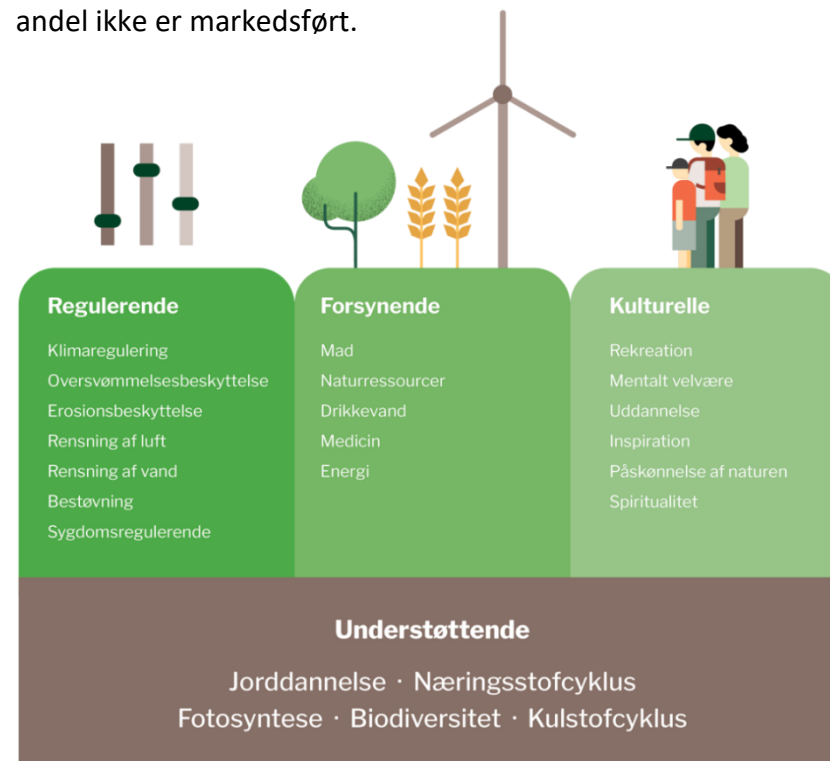 andel ikke er markedsført.
Regulerende
Klimaregulering
Oversvømmelsesbeskyttelse
Erosionsbeskyttelse
Rensning af luft
Rensning af vand
Bestøvning
Sygdomsregulerende
Forsynende
Mad
Naturressourcer
Drikkevand
Medicin
Energi
Kulturelle
Rekreation
Mentalt velvære
Uddannelse
Inspiration
Påskønnelse af naturen
Spiritualitet
Understøttende
Jorddannelse · Næringsstofcyklus
Fotosyntese · Biodiversitet · Kulstofcyklus